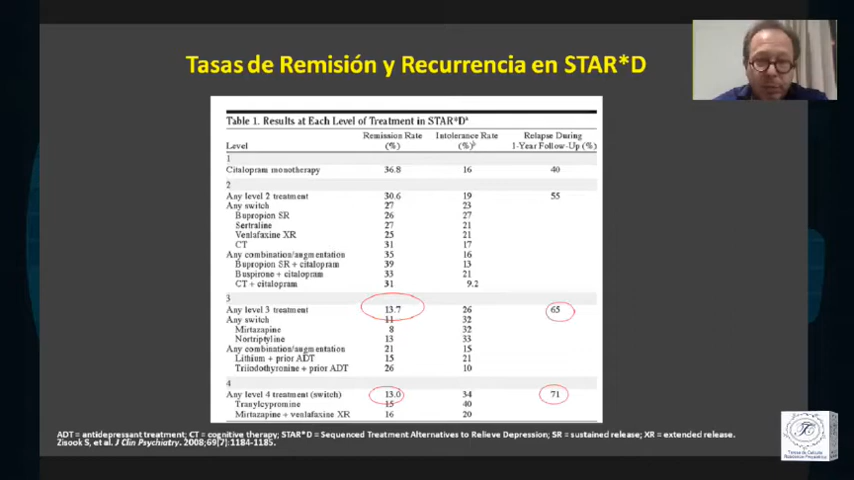 Tasas de Remisión y Recurrencia en STAR*D
Table 1. Results at Each Level of Treatment in STAR*Dᵃ
Remission Rate Intolerance Rate Relapse During
Level (%) (%)ᵇ 1-Year Follow-Up (%)
1
Citalopram monotherapy 36.8 16 40
2
Any level 2 treatment 30.6 19 55
Any switch 27 23
Bupropion SR 26 27
Sertraline 27 21
Venlafaxine XR 25 21
CT 31 17
Any combination/augmentation 35 16
Bupropion SR + citalopram 39 13
Buspirone + citalopram 33 21
CT + citalopram 31 9.2
3
Any level 3 treatment 13.7 26 65
Any switch 11 32
Mirtazapine 8 32
Nortriptyline 13 33
Any combination/augmentation 21 15
Lithium + prior ADT 15 21
Triiodothyronine + prior ADT 26 10
4
Any level 4 treatment (switch) 13.0 34 71
Tranylcypromine 15 40
Mirtazapine + venlafaxine XR 16 20
ADT = antidepressant treatment; CT = cognitive therapy; STAR*D = Sequenced Treatment Alternatives to Relieve Depression; SR = sustained release; XR = extended release.
Zisook S, et al. J Clin Psychiatry. 2008;69(7):1184-1185.